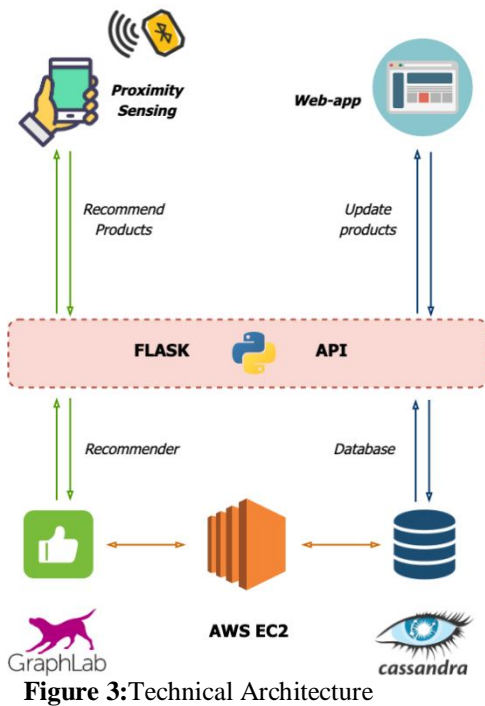 Proximity
Sensing
Web-app
Recommend
Products
Update
products
FLASK API
Recommender
Database
AWS EC2
GraphLab
cassandra
Figure 3:Technical Architecture